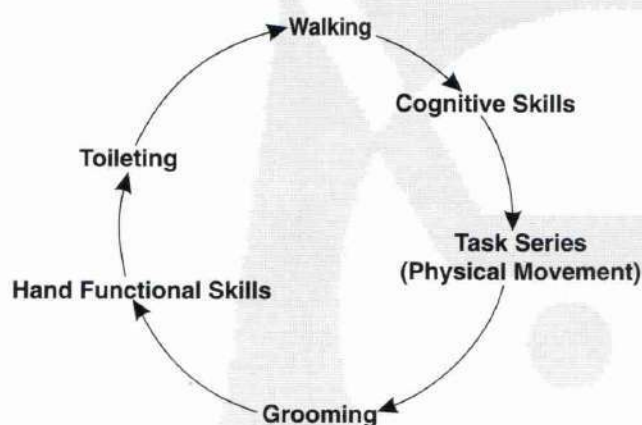 Walking
Cognitive Skills
Toileting
Task Series
(Physical Movement)
Hand Functional Skills
Grooming